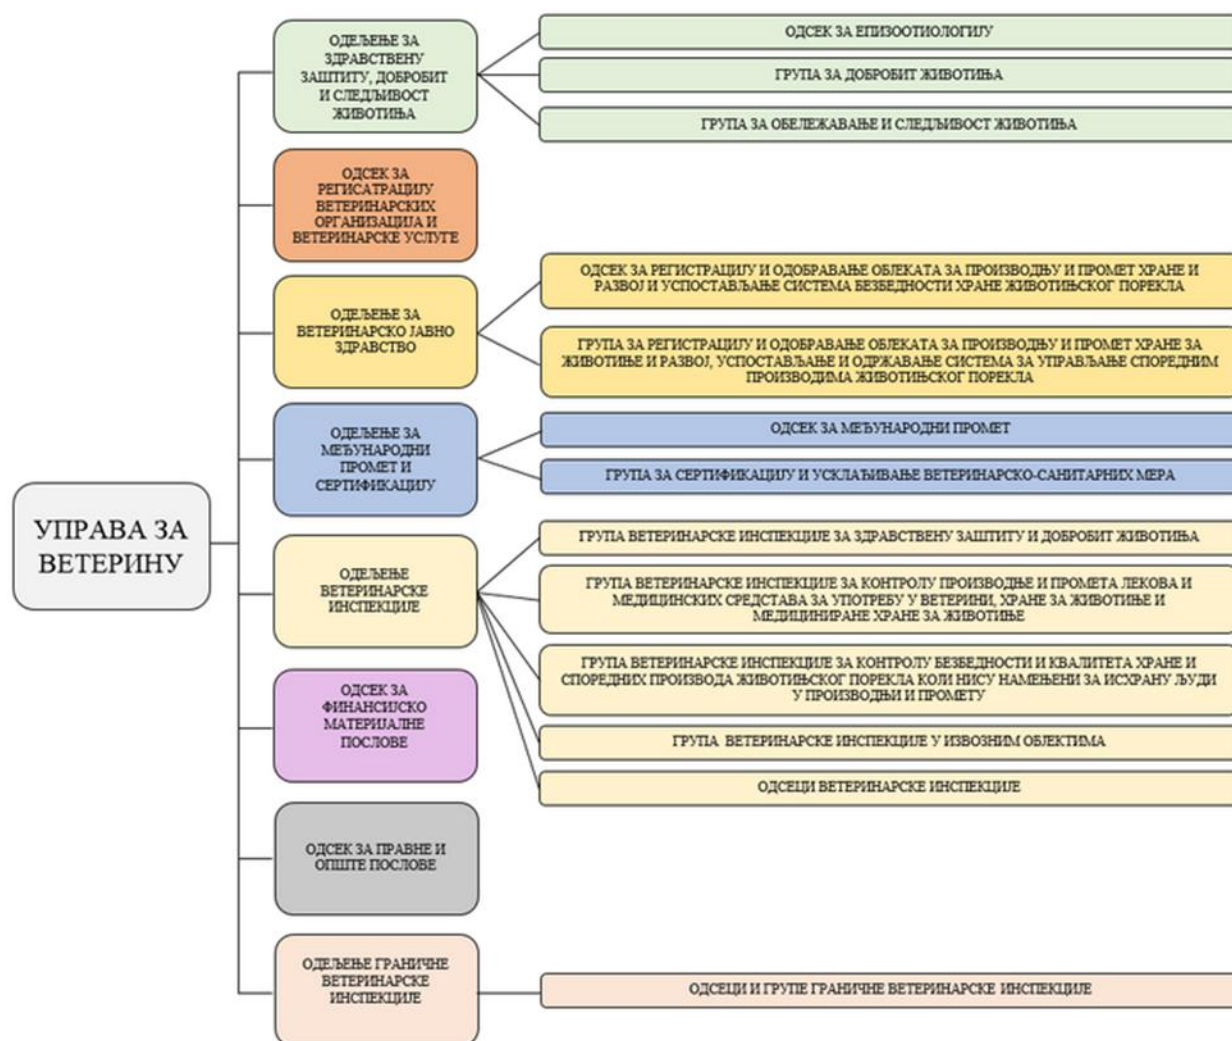 УПРАВА ЗА
ВЕТЕРИНУ
ОДЕЉЕЊЕ ЗА
ЗДРАВСТВЕНУ
ЗАШТИТУ, ДОБРОБИТ
И СЛЕДЉИВОСТ
ЖИВОТИЊА
ОДСЕК ЗА ЕПИЗООТИОЛОГИЈУ
ГРУПА ЗА ДОБРОБИТ ЖИВОТИЊА
ГРУПА ЗА ОБЕЛЕЖАВАЊЕ И СЛЕДЉИВОСТ ЖИВОТИЊА
ОДСЕК ЗА
РЕГИСАТРАЦИЈУ
ВЕТЕРИНАРСКИХ
ОРГАНИЗАЦИЈА И
ВЕТЕРИНАРСКЕ УСЛУГЕ
ОДЕЉЕЊЕ ЗА
ВЕТЕРИНАРСКО ЈАВНО
ЗДРАВСТВО
ОДСЕК ЗА РЕГИСТРАЦИЈУ И ОДОБРАВАЊЕ ОБЈЕКАТА ЗА ПРОИЗВОДЊУ И ПРОМЕТ ХРАНЕ И
РАЗВОЈ И УСПОСТАВЉАЊЕ СИСТЕМА БЕЗБЕДНОСТИ ХРАНЕ ЖИВОТИЊСКОГ ПОРЕКЛА
ГРУПА ЗА РЕГИСТРАЦИЈУ И ОДОБРАВАЊЕ ОБЈЕКАТА ЗА ПРОИЗВОДЊУ И ПРОМЕТ ХРАНЕ ЗА
ЖИВОТИЊЕ И РАЗВОЈ, УСПОСТАВЉАЊЕ И ОДРЖАВАЊЕ СИСТЕМА ЗА УПРАВЉАЊЕ СПОРЕДНИМ
ПРОИЗВОДИМА ЖИВОТИЊСКОГ ПОРЕКЛА
ОДЕЉЕЊЕ ЗА
МЕЂУНАРОДНИ
ПРОМЕТ И
СЕРТИФИКАЦИЈУ
ОДСЕК ЗА МЕЂУНАРОДНИ ПРОМЕТ
ГРУПА ЗА СЕРТИФИКАЦИЈУ И УСКЛАЂИВАЊЕ ВЕТЕРИНАРСКО-САНИТАРНИХ МЕРА
ОДЕЉЕЊЕ
ВЕТЕРИНАРСКЕ
ИНСПЕКЦИЈЕ
ГРУПА ВЕТЕРИНАРСКЕ ИНСПЕКЦИЈЕ ЗА ЗДРАВСТВЕНУ ЗАШТИТУ И ДОБРОБИТ ЖИВОТИЊА
ГРУПА ВЕТЕРИНАРСКЕ ИНСПЕКЦИЈЕ ЗА КОНТРОЛУ ПРОИЗВОДЊЕ И ПРОМЕТА ЛЕКОВА И
МЕДИЦИНСКИХ СРЕДСТАВА ЗА УПОТРЕБУ У ВЕТЕРИНИ, ХРАНЕ ЗА ЖИВОТИЊЕ И
МЕДИЦИНИРАНЕ ХРАНЕ ЗА ЖИВОТИЊЕ
ГРУПА ВЕТЕРИНАРСКЕ ИНСПЕКЦИЈЕ ЗА КОНТРОЛУ БЕЗБЕДНОСТИ И КВАЛИТЕТА ХРАНЕ И
СПОРЕДНИХ ПРОИЗВОДА ЖИВОТИЊСКОГ ПОРЕКЛА КОЈИ НИСУ НАМЕЊЕНИ ЗА ИСХРАНУ ЉУДИ
У ПРОИЗВОДЊИ И ПРОМЕТУ
ГРУПА ВЕТЕРИНАРСКЕ ИНСПЕКЦИЈЕ У ИЗВОЗНИМ ОБЈЕКТИМА
ОДСЕЦИ ВЕТЕРИНАРСКЕ ИНСПЕКЦИЈЕ
ОДСЕК ЗА
ФИНАНСИЈСКО
МАТЕРИЈАЛНЕ
ПОСЛОВЕ
ОДСЕК ЗА ПРАВНЕ И
ОПШТЕ ПОСЛОВЕ
ОДЕЉЕЊЕ ГРАНИЧНЕ
ВЕТЕРИНАРСКЕ
ИНСПЕКЦИЈЕ
ОДСЕЦИ И ГРУПЕ ГРАНИЧНЕ ВЕТЕРИНАРСКЕ ИНСПЕКЦИЈЕ